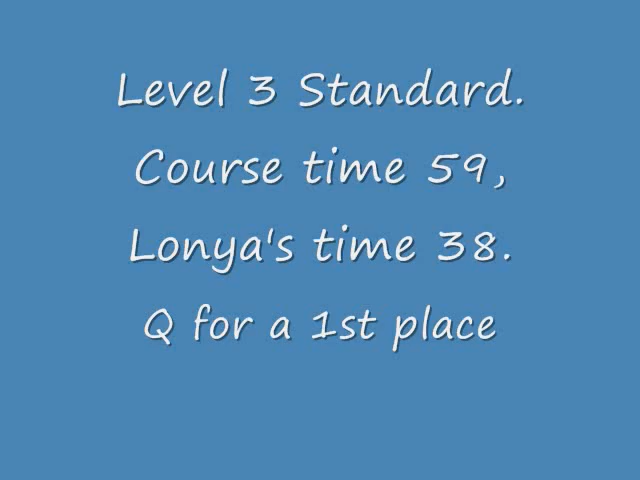 Level 3 Standard.
Course time 59,
Lonya's time 38.
Q for a 1st place